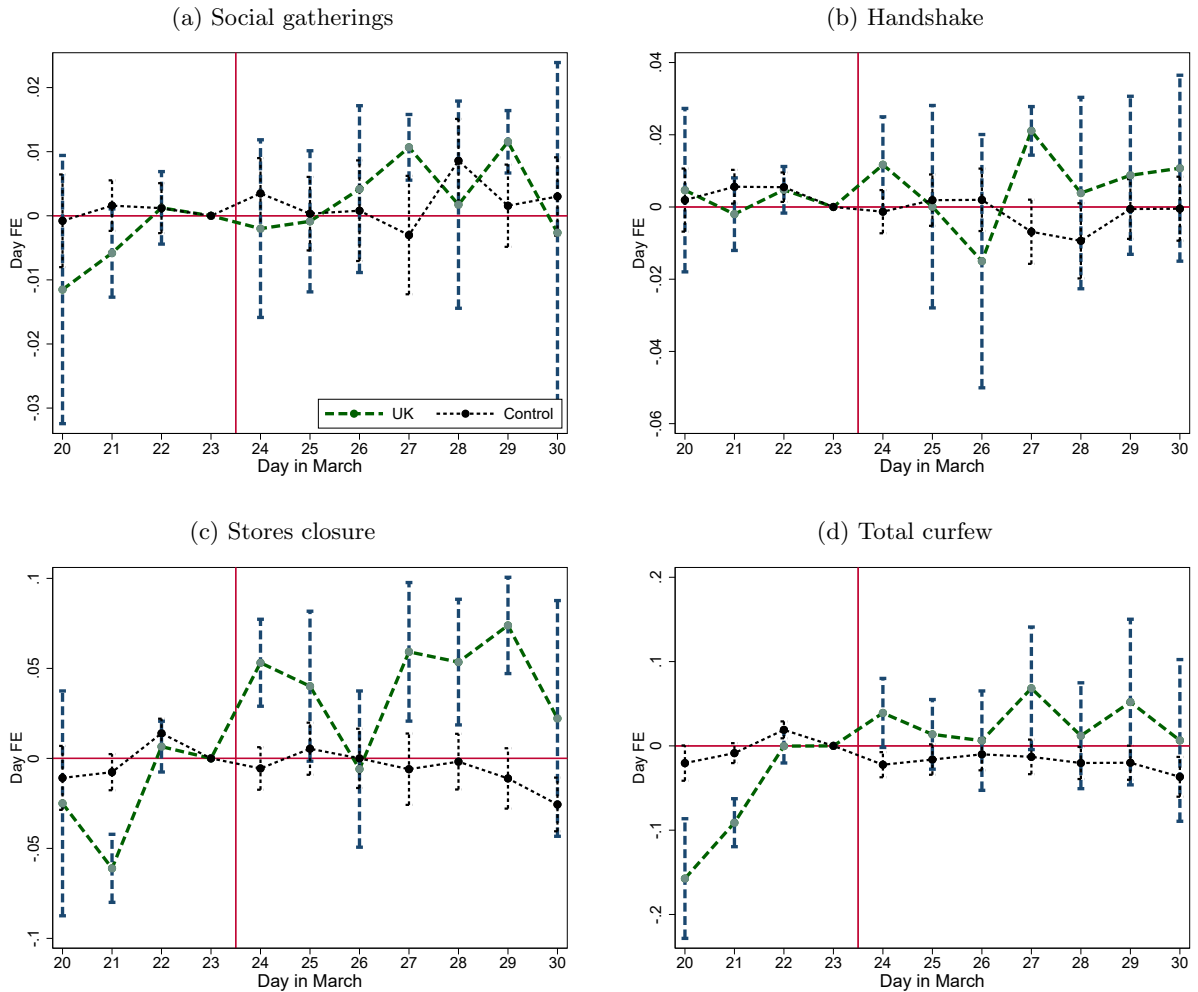 (a) Social gatherings
Day FE
.02
.01
0
-.01
-.02
-.03
20 21 22 23 24 25 26 27 28 29 30
Day in March
UK Control
(b) Handshake
Day FE
.04
.02
0
-.02
-.04
-.06
20 21 22 23 24 25 26 27 28 29 30
Day in March
(c) Stores closure
Day FE
.1
.05
0
-.05
-.1
20 21 22 23 24 25 26 27 28 29 30
Day in March
(d) Total curfew
Day FE
.2
.1
0
-.1
-.2
20 21 22 23 24 25 26 27 28 29 30
Day in March